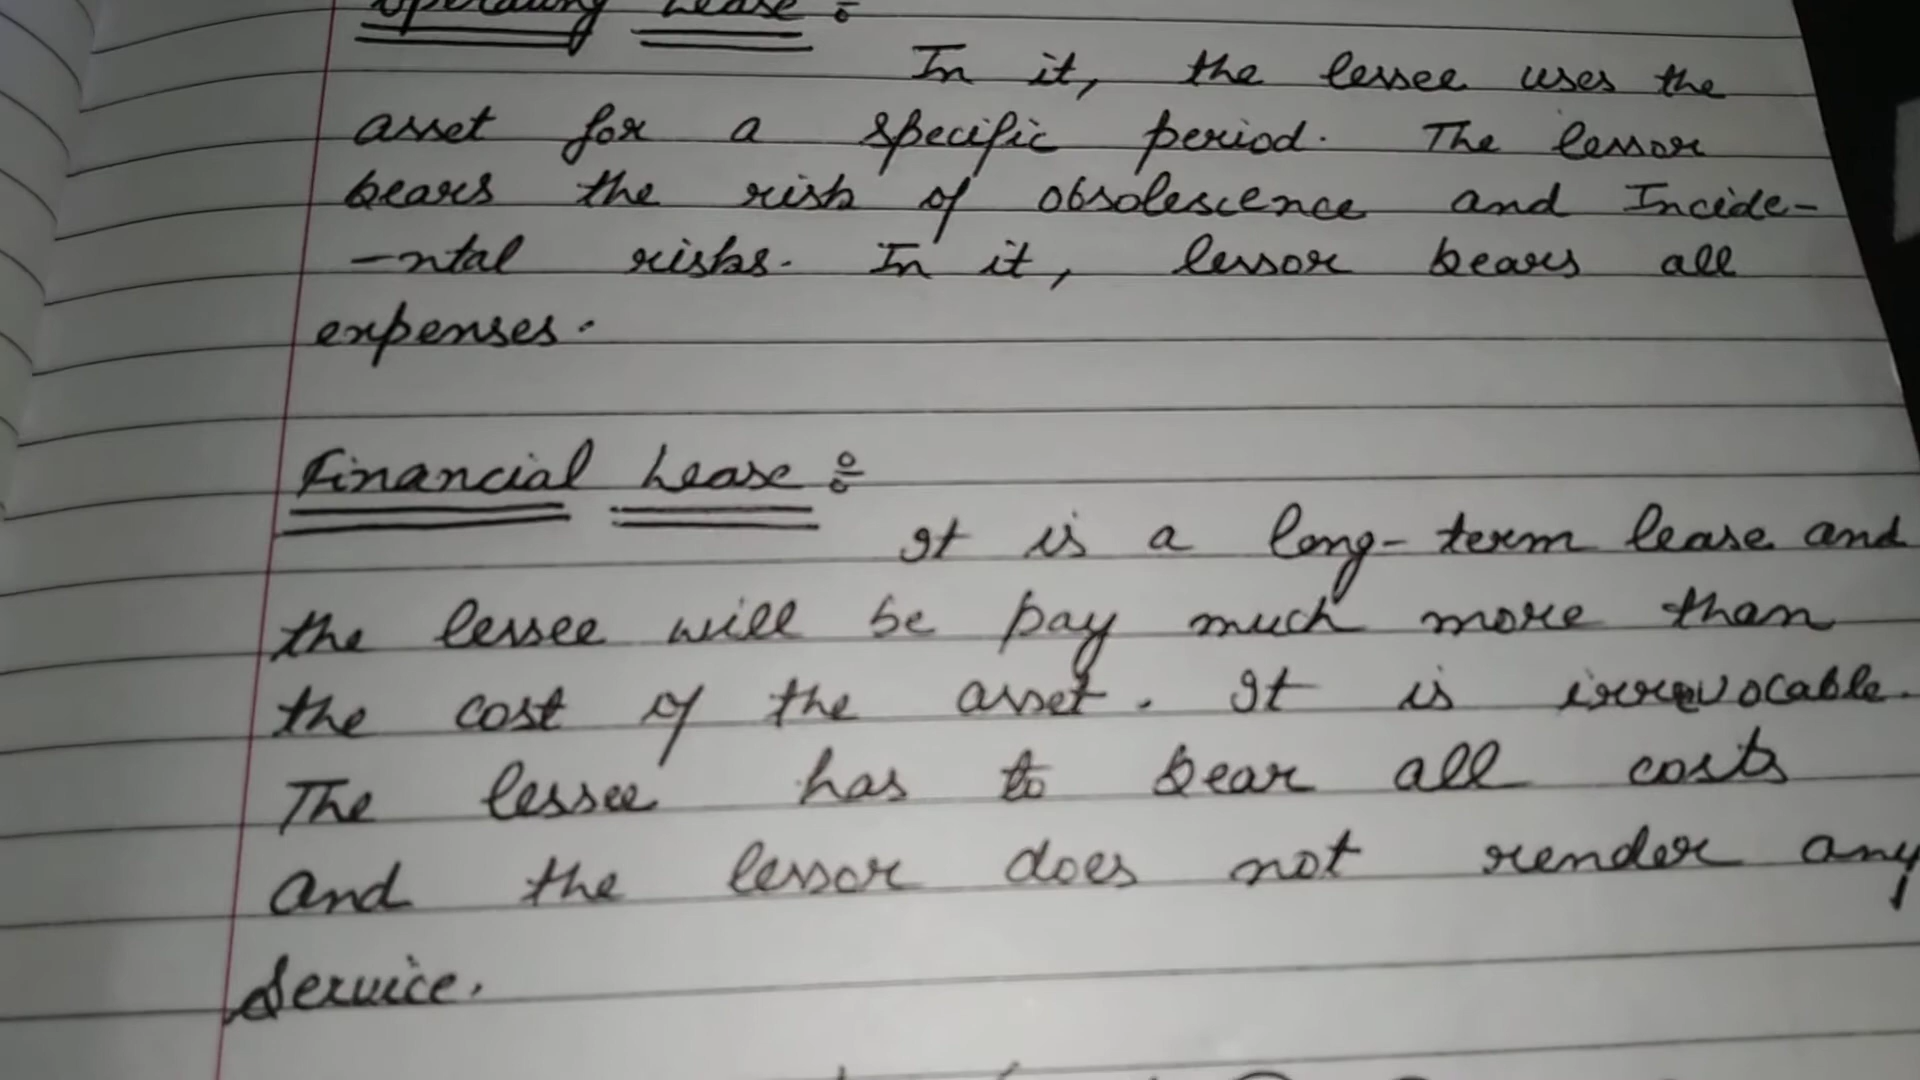 Operating Lease :
In it, the lessee uses the
asset for a specific period. The lessor
bears the risk of obsolescence and Incide-
-ntal risks. In it, lessor bears all
expenses.
Financial Lease :
It is a long-term lease and
the lessee will be pay much more than
the cost of the asset. It is irrevocable.
The lessee has to bear all costs
and the lessor does not render any
service.